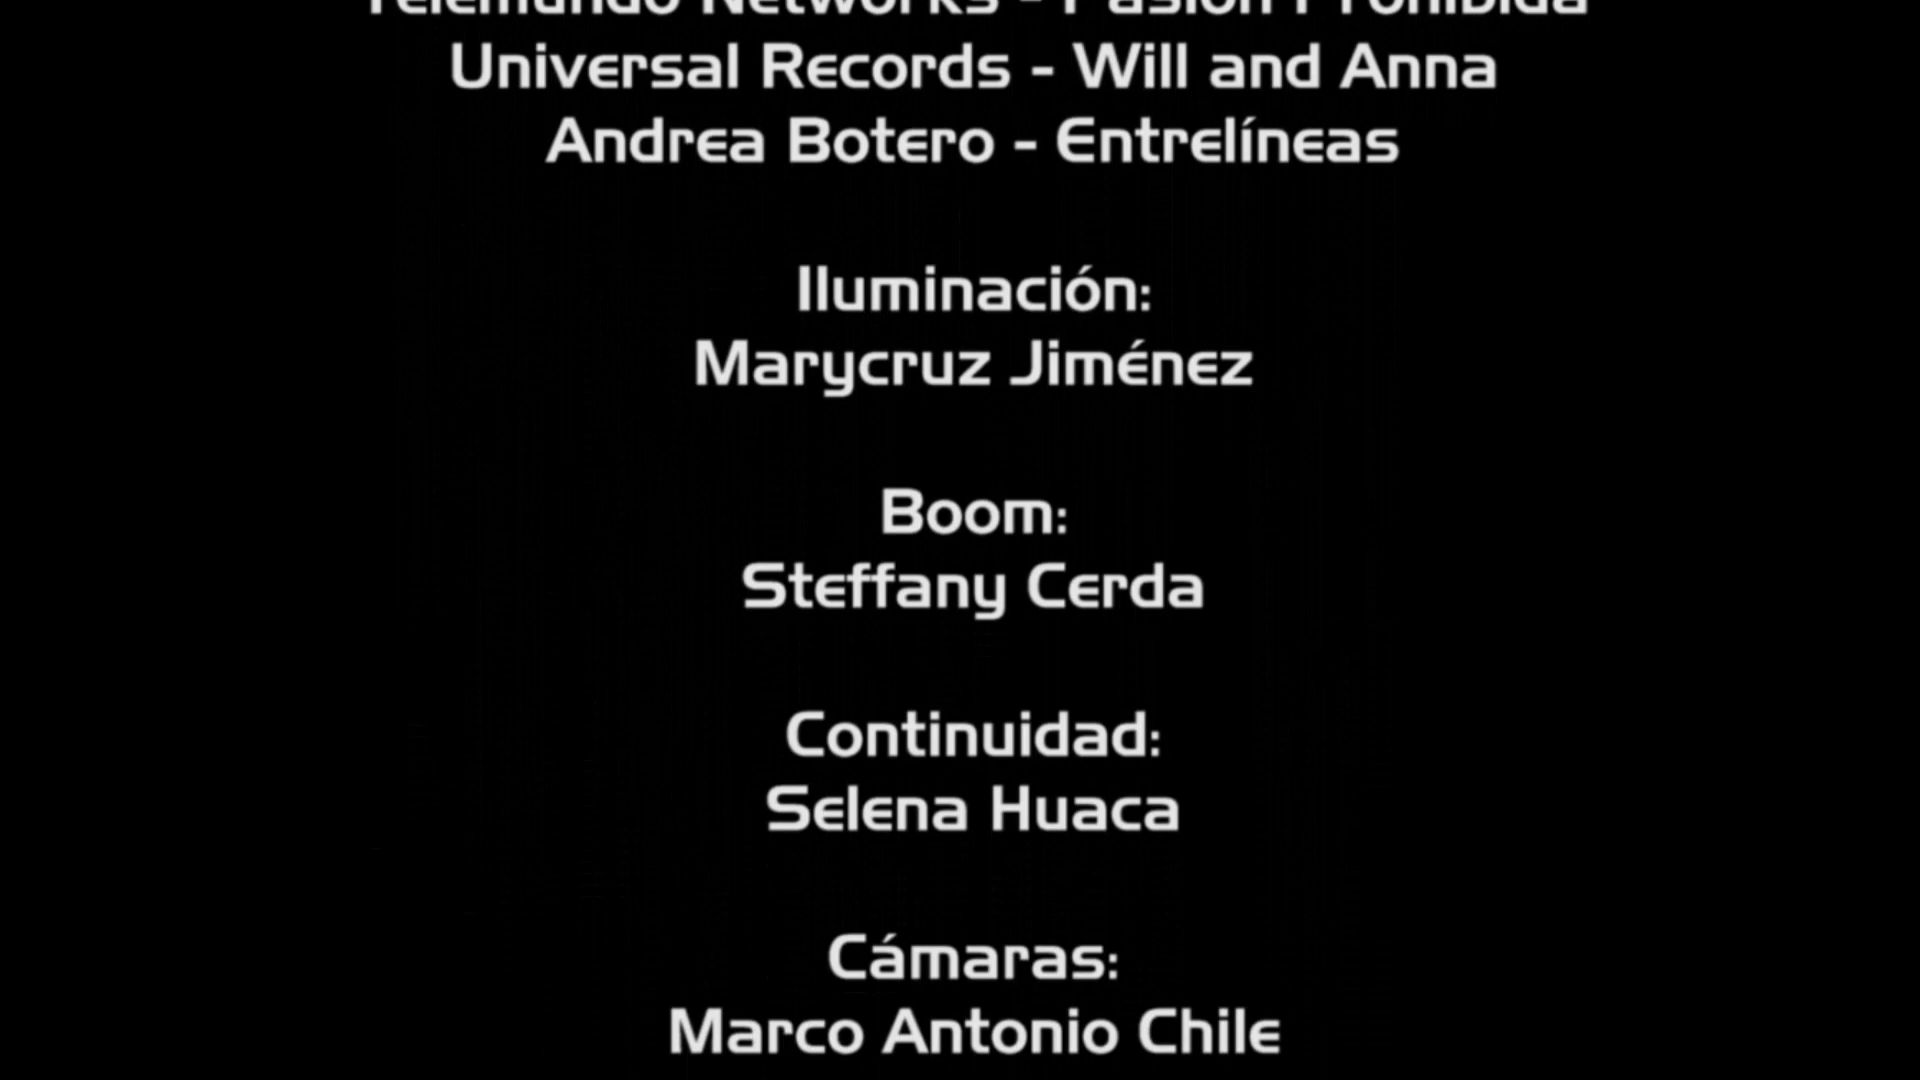 Telemundo Networks - Pasión Prohibida
Universal Records - Will and Anna
Andrea Botero - Entrelíneas
Iluminación:
Marycruz Jiménez
Boom:
Steffany Cerda
Continuidad:
Selena Huaca
Cámaras:
Marco Antonio Chile